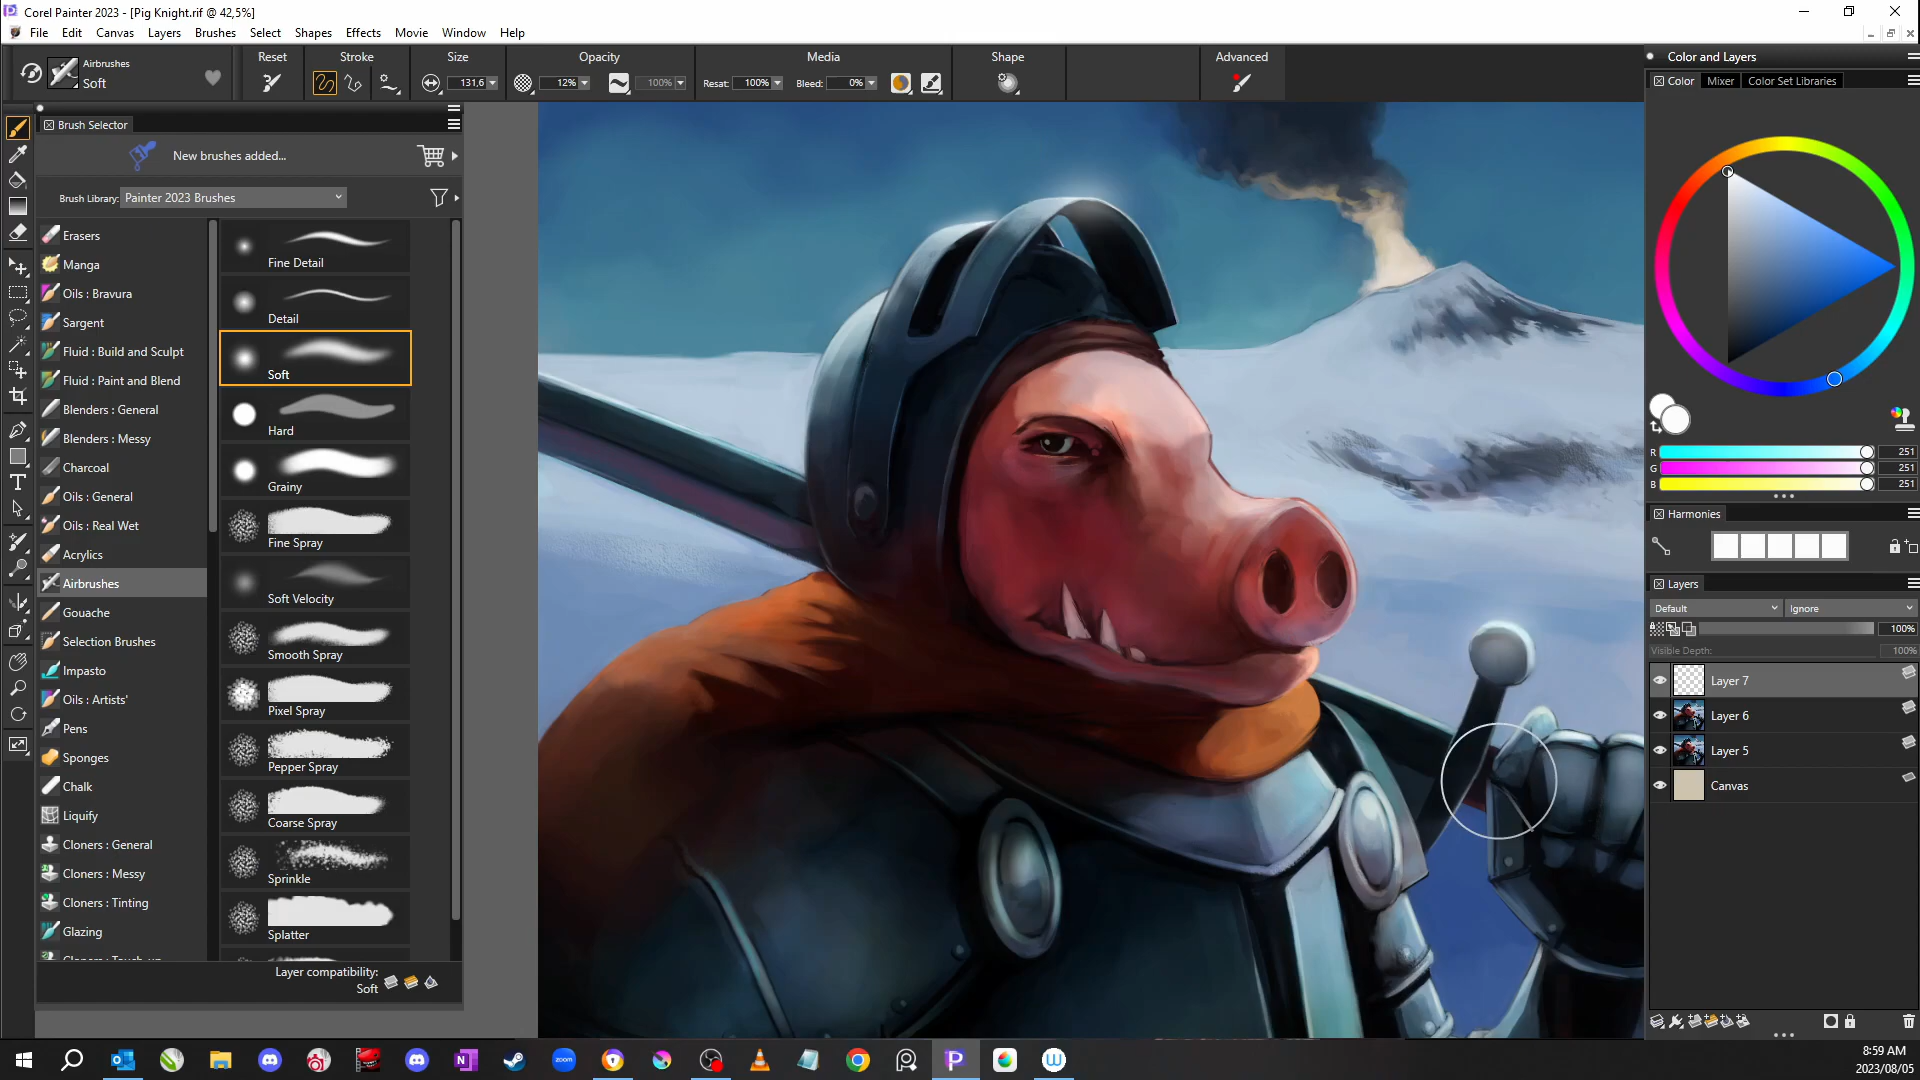 Corel Painter 2023 - [Pig Knight.rif @ 42,5%]
File Edit Canvas Layers Brushes Select Shapes Effects Movie Window Help
Airbrushes
Soft
Reset
Stroke
Size
131,6
Opacity
12%
100%
Media
Resat: 100%
Bleed: 0%
Shape
Advanced
Brush Selector
New brushes added...
Brush Library: Painter 2023 Brushes
Erasers
Manga
Oils : Bravura
Sargent
Fluid : Build and Sculpt
Fluid : Paint and Blend
Blenders : General
Blenders : Messy
Charcoal
Oils : General
Oils : Real Wet
Acrylics
Airbrushes
Gouache
Selection Brushes
Impasto
Oils : Artists'
Pens
Sponges
Chalk
Liquify
Cloners : General
Cloners : Messy
Cloners : Tinting
Glazing
Fine Detail
Detail
Soft
Hard
Grainy
Fine Spray
Soft Velocity
Smooth Spray
Pixel Spray
Pepper Spray
Coarse Spray
Sprinkle
Splatter
Layer compatibility:
Soft
Color and Layers
Color Mixer Color Set Libraries
R 251
G 251
B 251
Harmonies
Layers
Default Ignore
100%
Visible Depth: 100%
Layer 7
Layer 6
Layer 5
Canvas
zoom
8:59 AM
2023/08/05